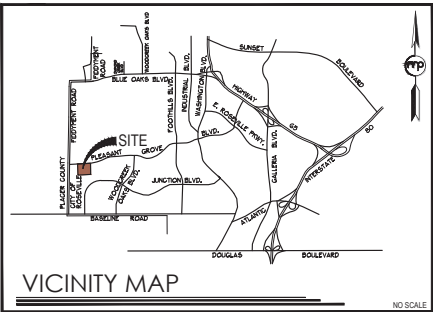 FIDDYMENT
ROAD
WOODCREEK OAKS BLVD
SUNSET
BOULEVARD
BLUE OAKS BLVD.
FIDDYMENT ROAD
FOOTHILLS BLVD.
INDUSTRIAL BLVD.
WASHINGTON BLVD.
HIGHWAY
65
E. ROSEVILLE PKWY.
INTERSTATE
80
GALLERIA BLVD.
SITE
PLEASANT GROVE BLVD.
WOODCREEK
OAKS BLVD.
JUNCTION BLVD.
PLACER COUNTY
CITY OF
ROSEVILLE
BASELINE ROAD
ATLANTIC
DOUGLAS BOULEVARD
VICINITY MAP
NO SCALE